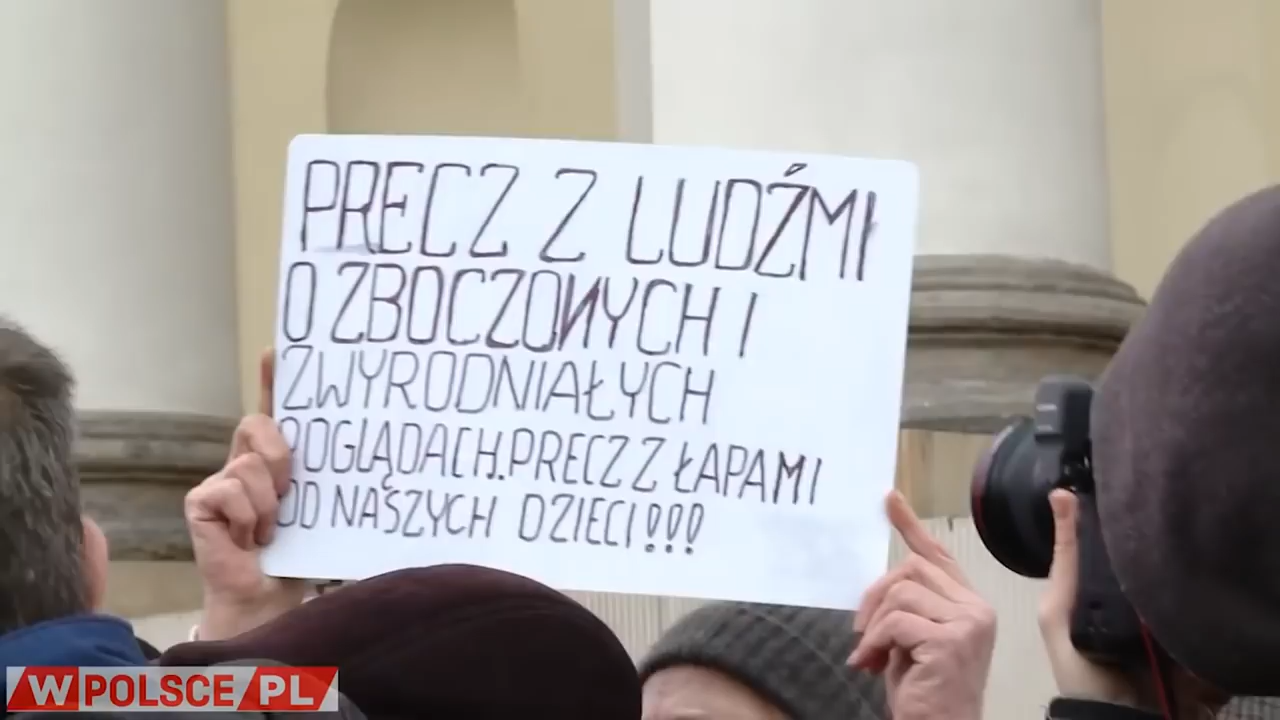 PRECZ Z LUDŹMI
O ZBOCZONYCH I
ZWYRODNIAŁYCH
POGLĄDACH..PRECZ Z ŁAPAMI
OD NASZYCH DZIECI!!!
WPOLSCE/PL